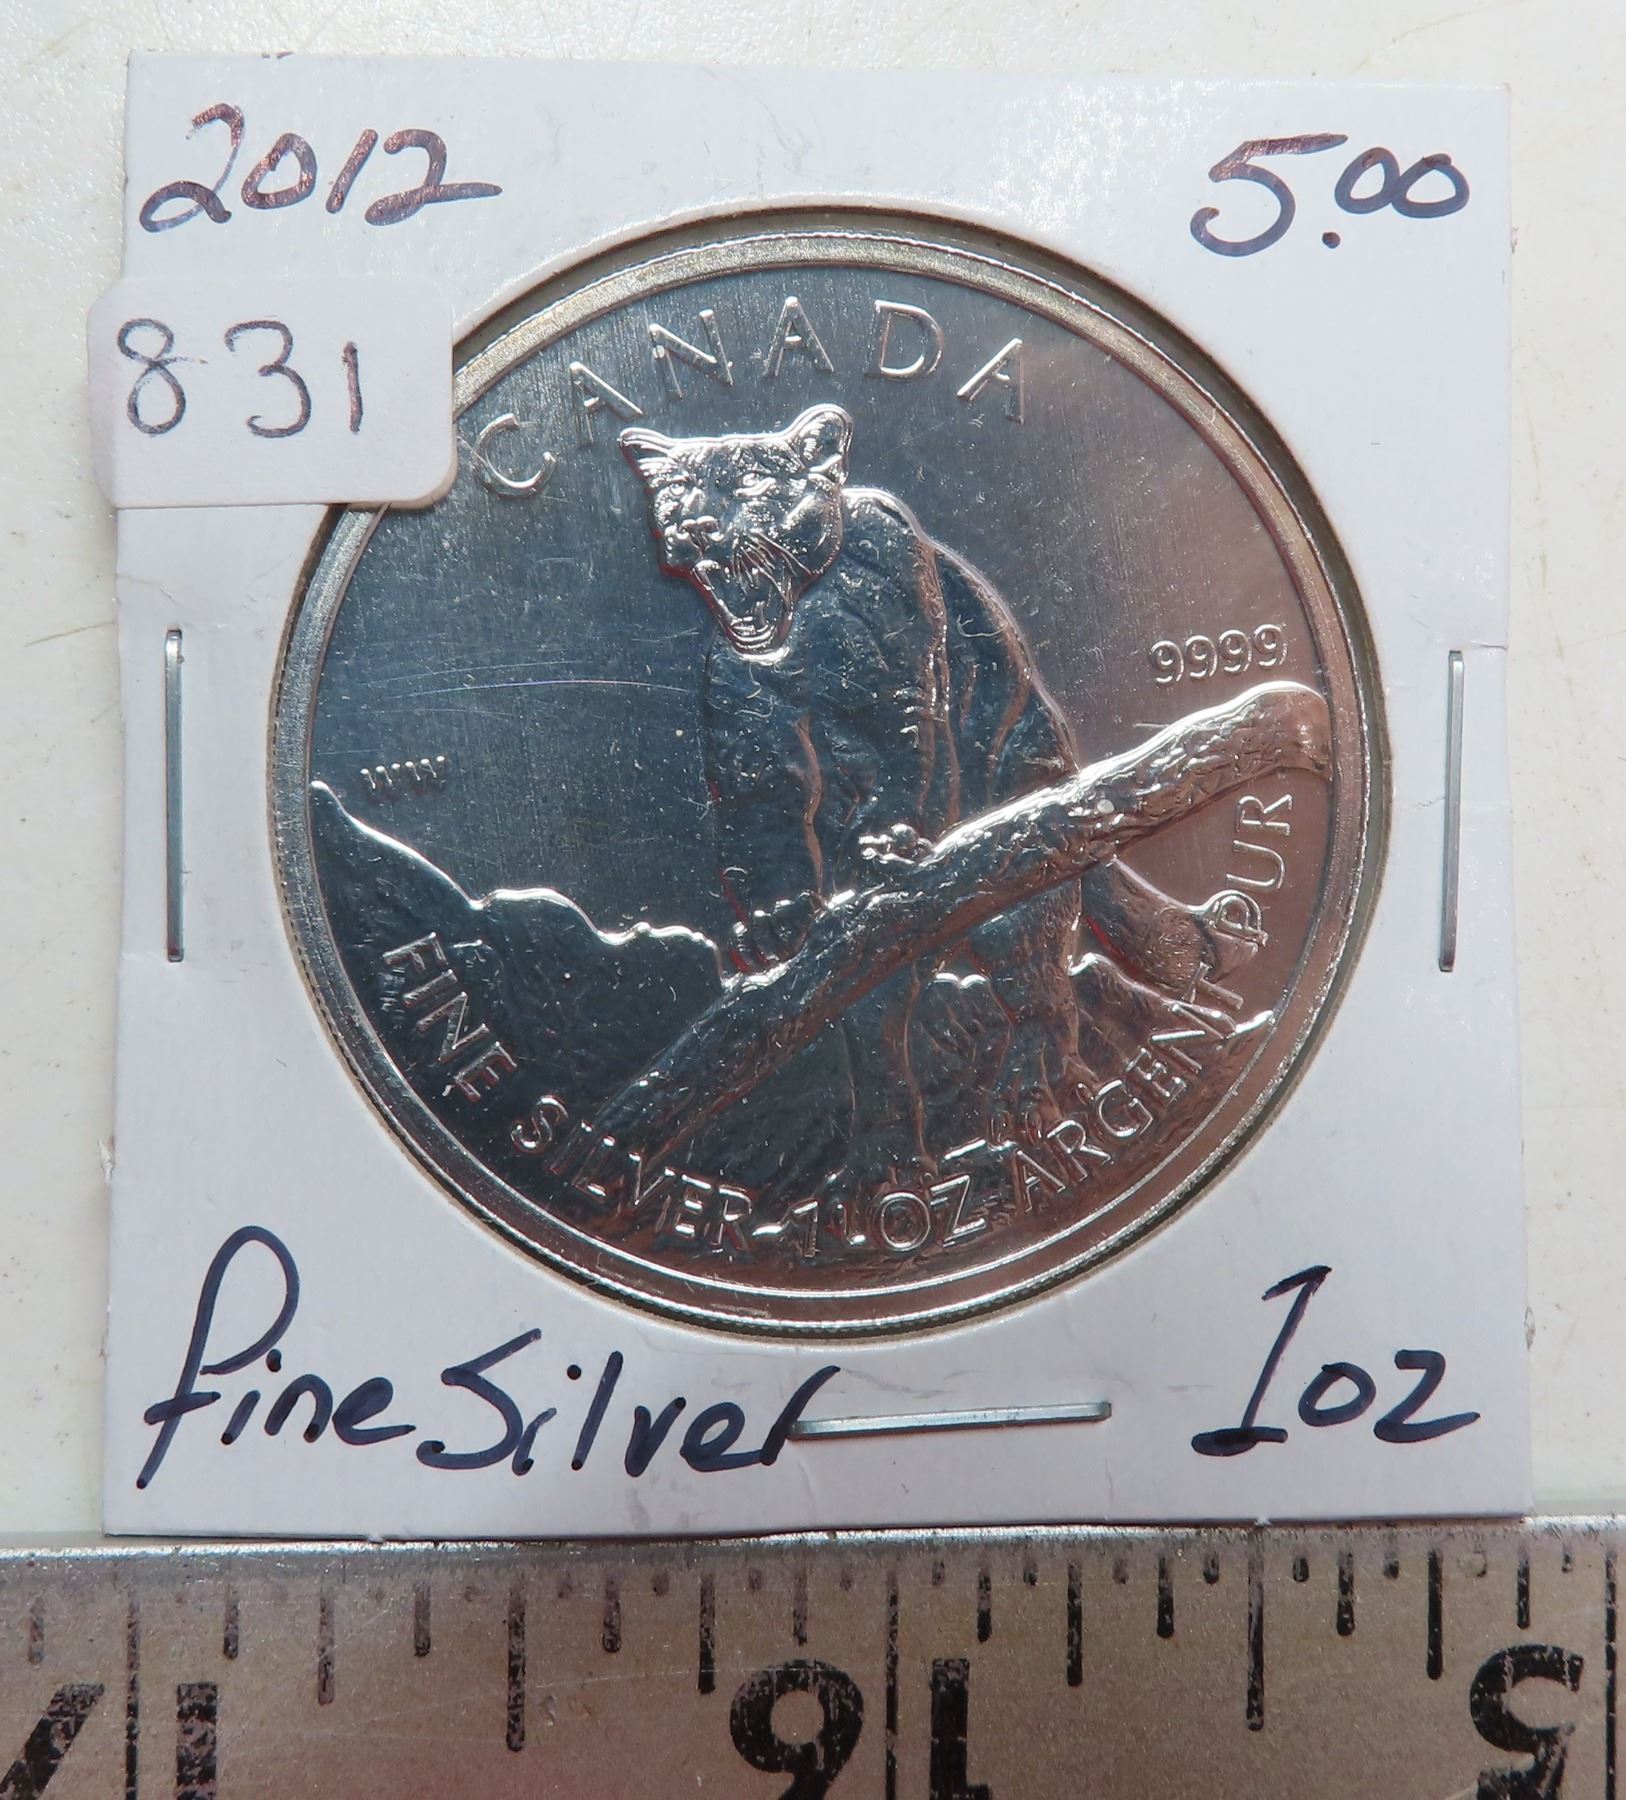 2012 5.00
831
CANADA
9999
WW
FINE SILVER 1 OZ ARGENT PUR
fine Silver 1oz
17 16 15